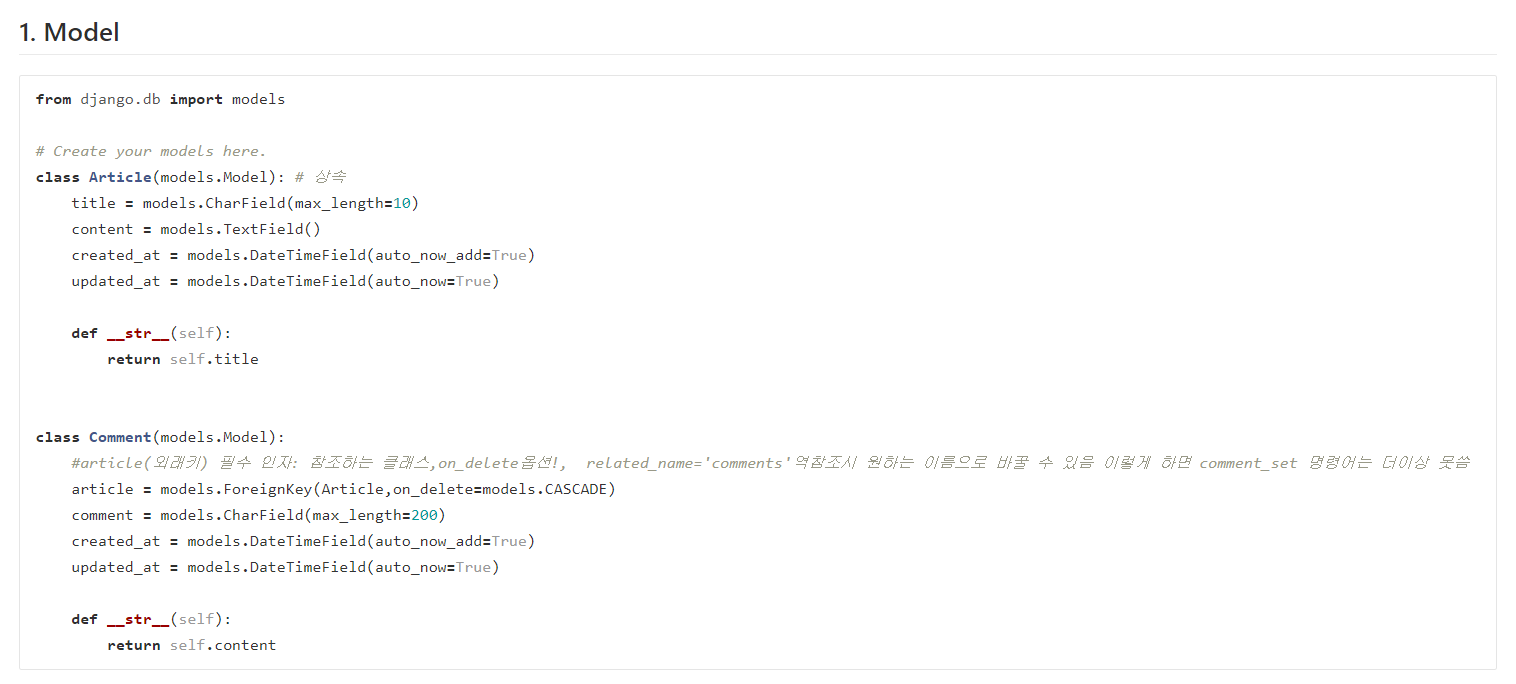 1. Model
from django.db import models
# Create your models here.
class Article(models.Model): # 상속
    title = models.CharField(max_length=10)
    content = models.TextField()
    created_at = models.DateTimeField(auto_now_add=True)
    updated_at = models.DateTimeField(auto_now=True)
    def __str__(self):
        return self.title
class Comment(models.Model):
    #article(외래키) 필수 인자: 참조하는 클래스,on_delete옵션!,  related_name='comments'역참조시 원하는 이름으로 바꿀 수 있음 이렇게 하면 comment_set 명령어는 더이상 못씀
    article = models.ForeignKey(Article,on_delete=models.CASCADE)
    comment = models.CharField(max_length=200)
    created_at = models.DateTimeField(auto_now_add=True)
    updated_at = models.DateTimeField(auto_now=True)
    def __str__(self):
        return self.content